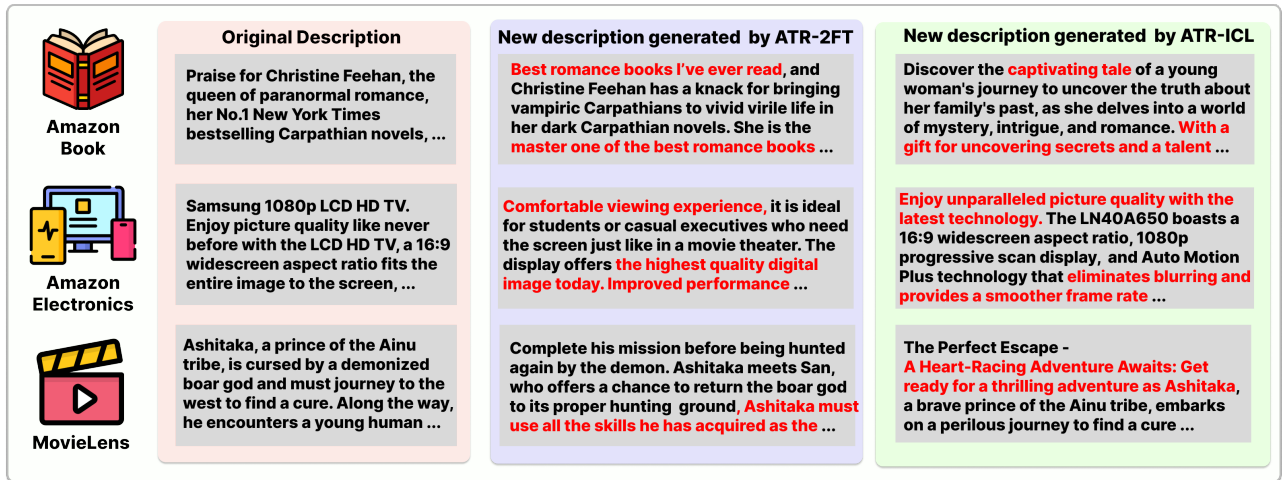 Original Description
New description generated by ATR-2FT
New description generated by ATR-ICL
Amazon
Book
Praise for Christine Feehan, the
queen of paranormal romance,
her No.1 New York Times
bestselling Carpathian novels, ...
Best romance books I've ever read, and
Christine Feehan has a knack for bringing
vampiric Carpathians to vivid virile life in
her dark Carpathian novels. She is the
master one of the best romance books ...
Discover the captivating tale of a young
woman's journey to uncover the truth about
her family's past, as she delves into a world
of mystery, intrigue, and romance. With a
gift for uncovering secrets and a talent ...
Amazon
Electronics
Samsung 1080p LCD HD TV.
Enjoy picture quality like never
before with the LCD HD TV, a 16:9
widescreen aspect ratio fits the
entire image to the screen, ...
Comfortable viewing experience, it is ideal
for students or casual executives who need
the screen just like in a movie theater. The
display offers the highest quality digital
image today. Improved performance ...
Enjoy unparalleled picture quality with the
latest technology. The LN40A650 boasts a
16:9 widescreen aspect ratio, 1080p
progressive scan display, and Auto Motion
Plus technology that eliminates blurring and
provides a smoother frame rate ...
MovieLens
Ashitaka, a prince of the Ainu
tribe, is cursed by a demonized
boar god and must journey to the
west to find a cure. Along the way,
he encounters a young human ...
Complete his mission before being hunted
again by the demon. Ashitaka meets San,
who offers a chance to return the boar god
to its proper hunting ground, Ashitaka must
use all the skills he has acquired as the ...
The Perfect Escape -
A Heart-Racing Adventure Awaits: Get
ready for a thrilling adventure as Ashitaka,
a brave prince of the Ainu tribe, embarks
on a perilous journey to find a cure ...